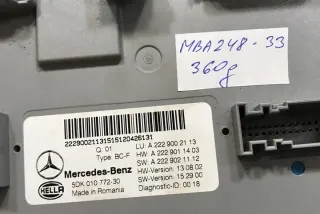 MBA248-33
360g
2229002113151512042​6131
Q 01
Type: BC-F
LU: A 222 900 21 13
HW: A 222 901 14 03
SW: A 222 902 11 12
Mercedes-Benz
HW-Version: 13.08.02
5DK 010 772-30
SW-Version: 15.29.00
Made in Romania
Diagnostic-ID: 00 18
HELLA